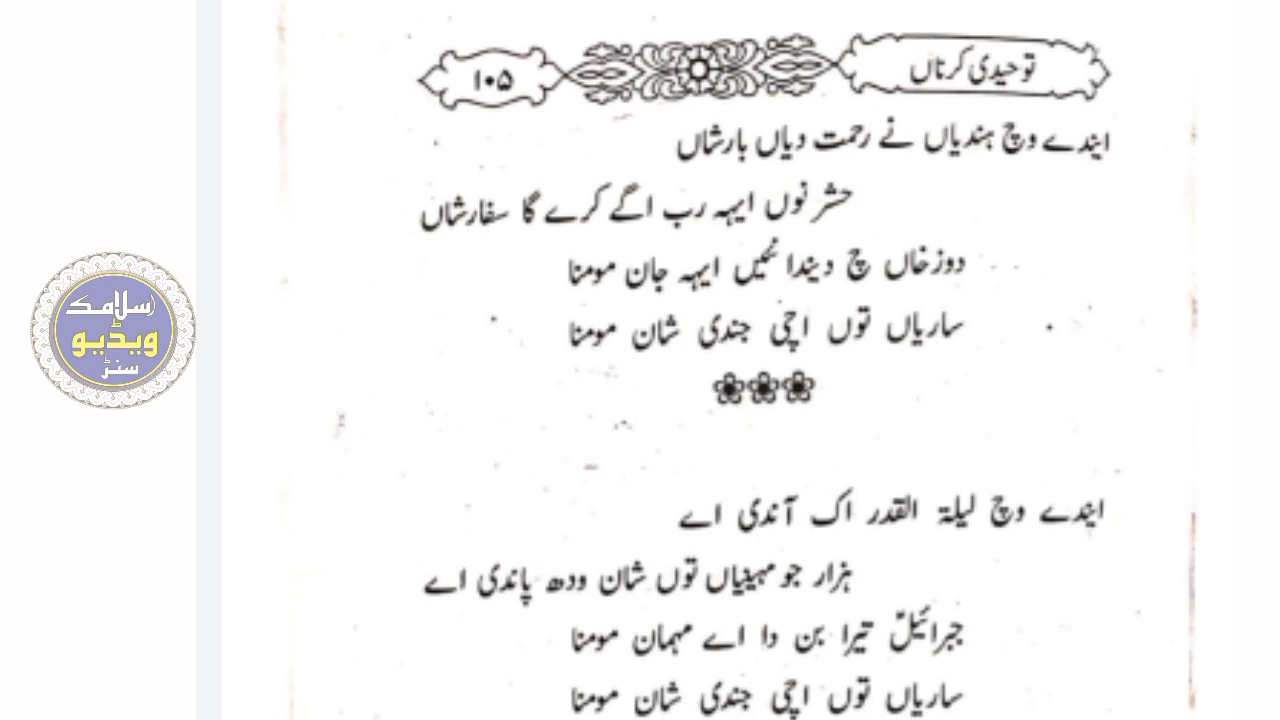 توحیدی کرناں
۱۰۵
ایندے وچ ہندیاں نے رحمت دیاں بارشاں
حشر نوں ایہہ رب اگے کرے گا سفارشاں
دوزخاں چ دیندا نئیں ایہہ جان مومنا
ساریاں توں اچی جندی شان مومنا
ایندے وچ لیلۃ القدر اک آندی اے
ہزار جو مہینیاں توں شان ودھ پاندی اے
جبرائیلؑ تیرا بن دا اے مہمان مومنا
ساریاں توں اچی جندی شان مومنا
اسلامک
ویڈیو
سنٹر